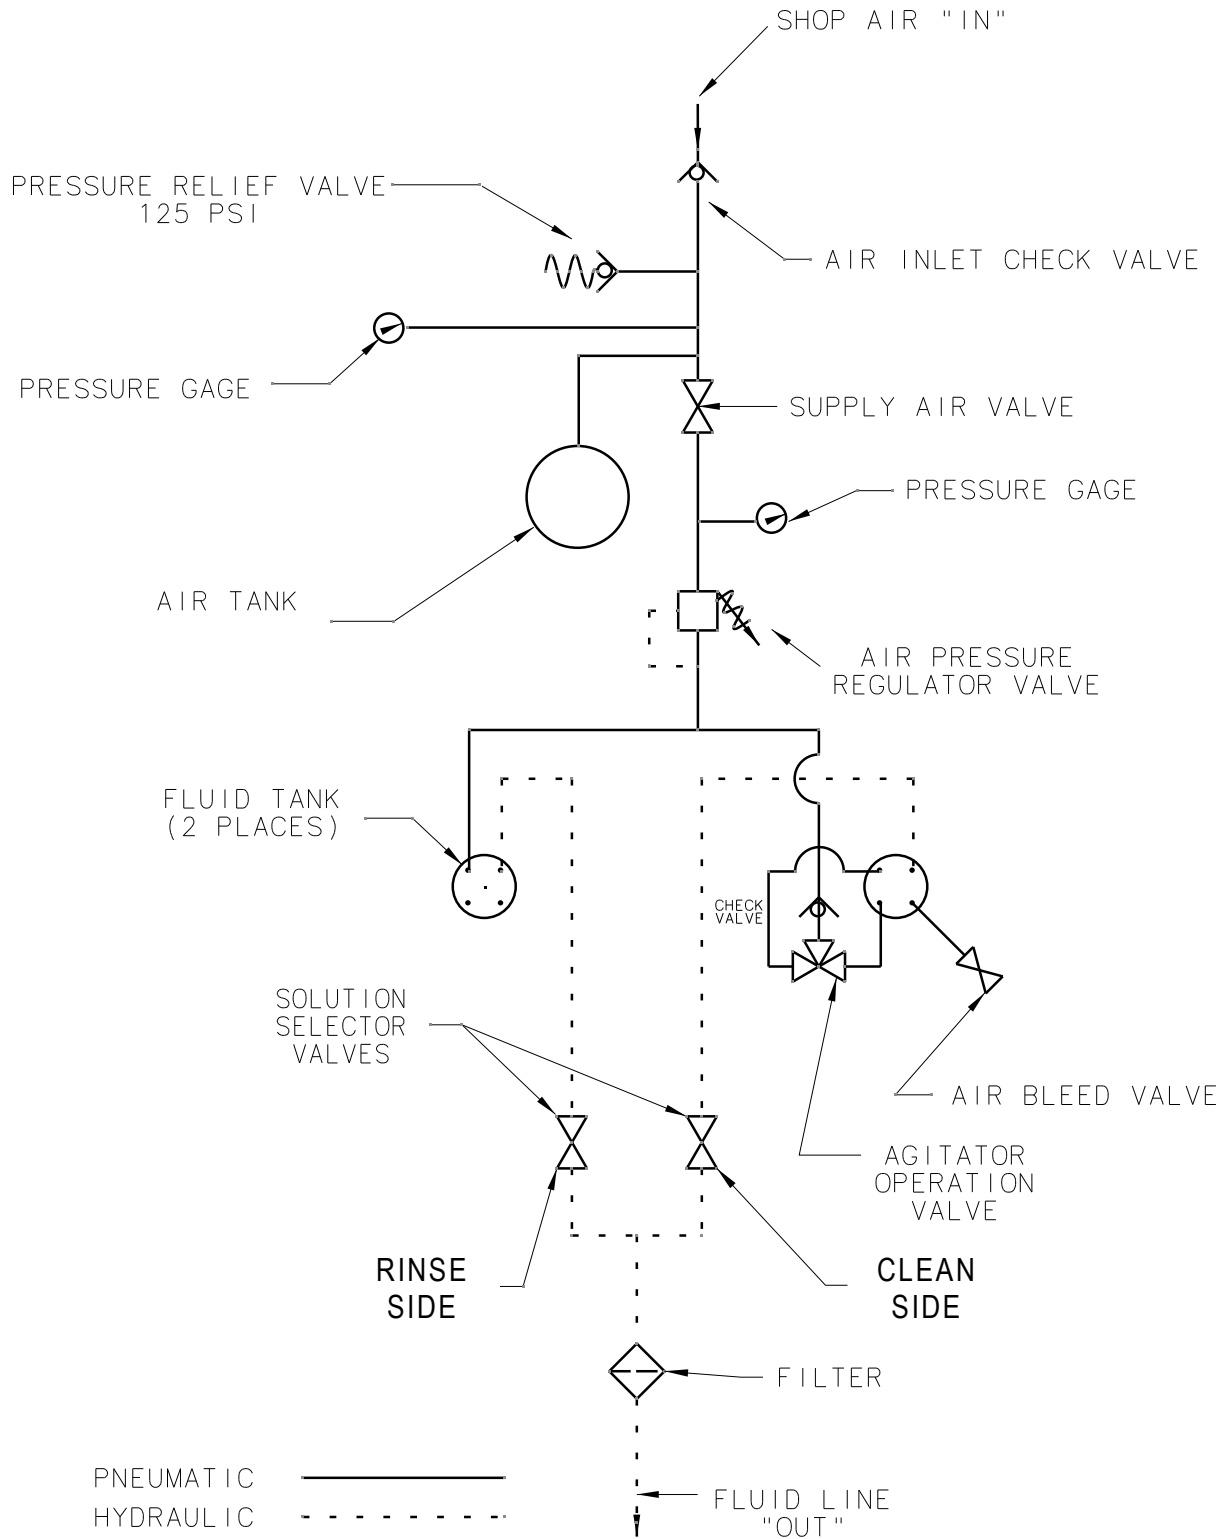 SHOP AIR "IN"
PRESSURE RELIEF VALVE
125 PSI
AIR INLET CHECK VALVE
PRESSURE GAGE
SUPPLY AIR VALVE
PRESSURE GAGE
AIR TANK
AIR PRESSURE
REGULATOR VALVE
FLUID TANK
(2 PLACES)
CHECK
VALVE
SOLUTION
SELECTOR
VALVES
AIR BLEED VALVE
AGITATOR
OPERATION
VALVE
RINSE
SIDE
CLEAN
SIDE
FILTER
PNEUMATIC
HYDRAULIC
FLUID LINE
"OUT"